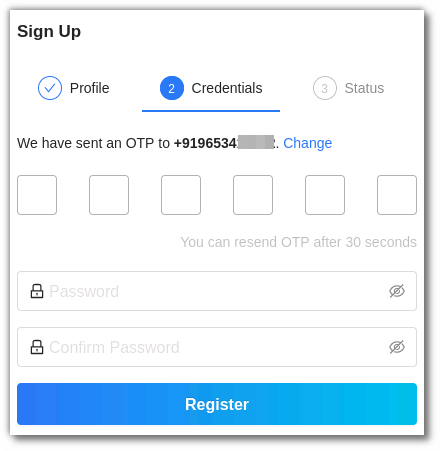 Sign Up
Profile 2 Credentials 3 Status
We have sent an OTP to +9196534. Change
You can resend OTP after 30 seconds
Password
Confirm Password
Register